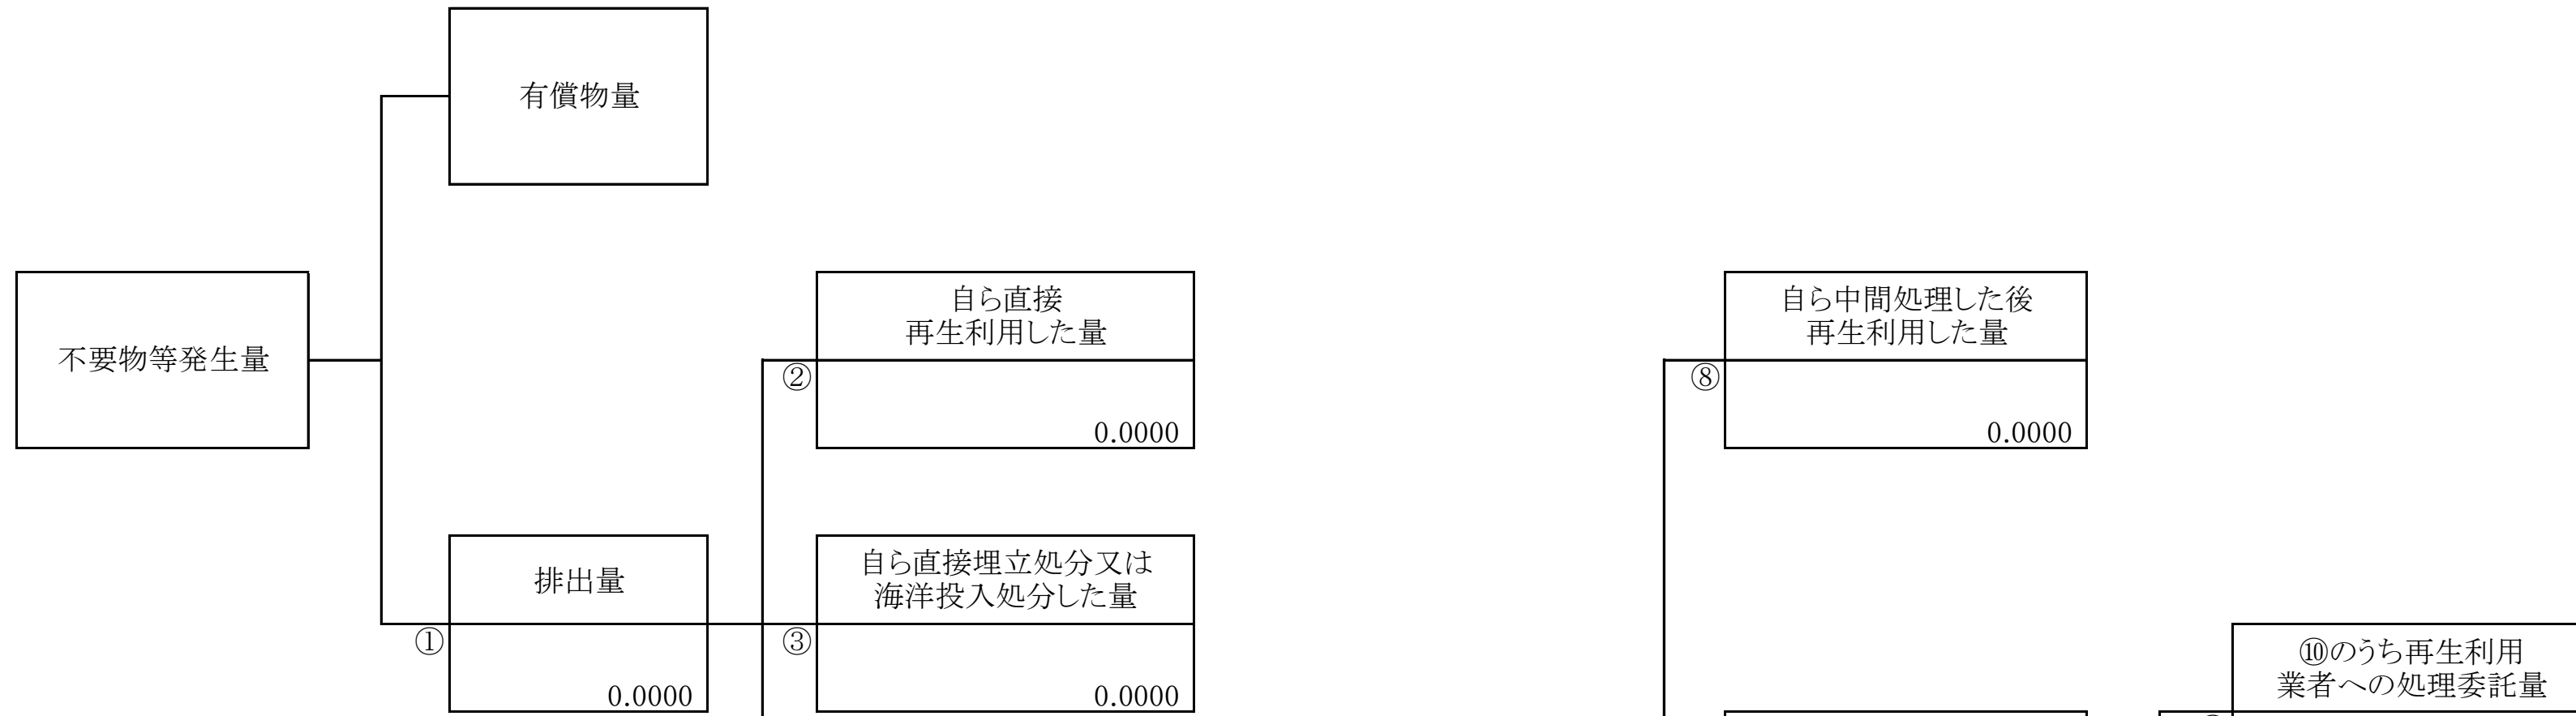 有償物量
不要物等発生量
自ら直接
再生利用した量
②
0.0000
自ら中間処理した後
再生利用した量
⑧
0.0000
排出量
①
0.0000
自ら直接埋立処分又は
海洋投入処分した量
③
0.0000
⑩のうち再生利用
業者への処理委託量